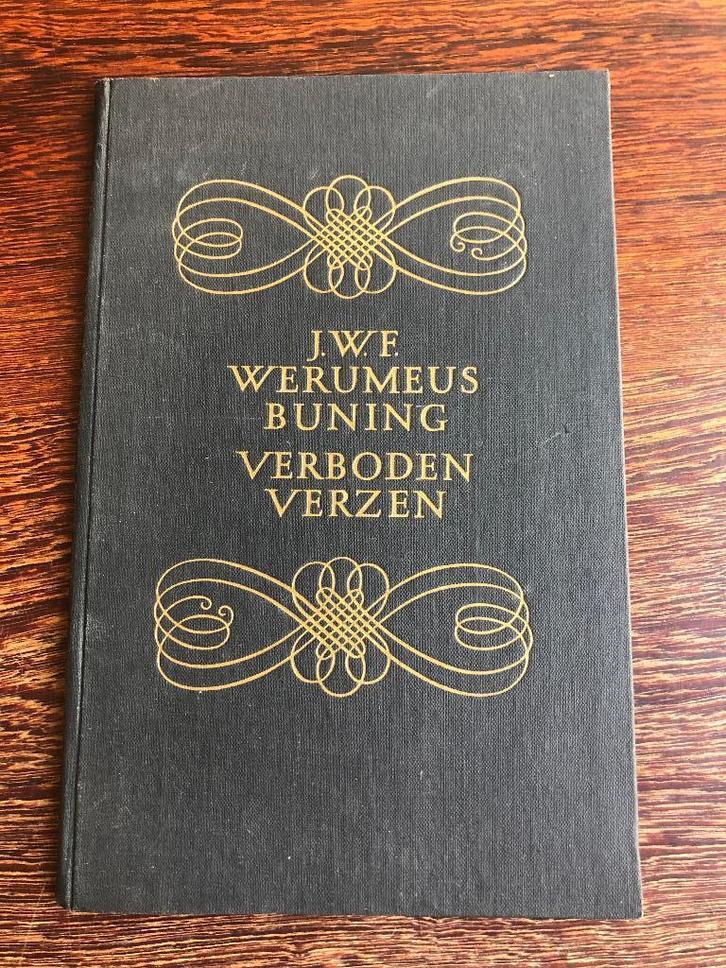 J.W.F.
WERUMEUS
BUNING
VERBODEN
VERZEN